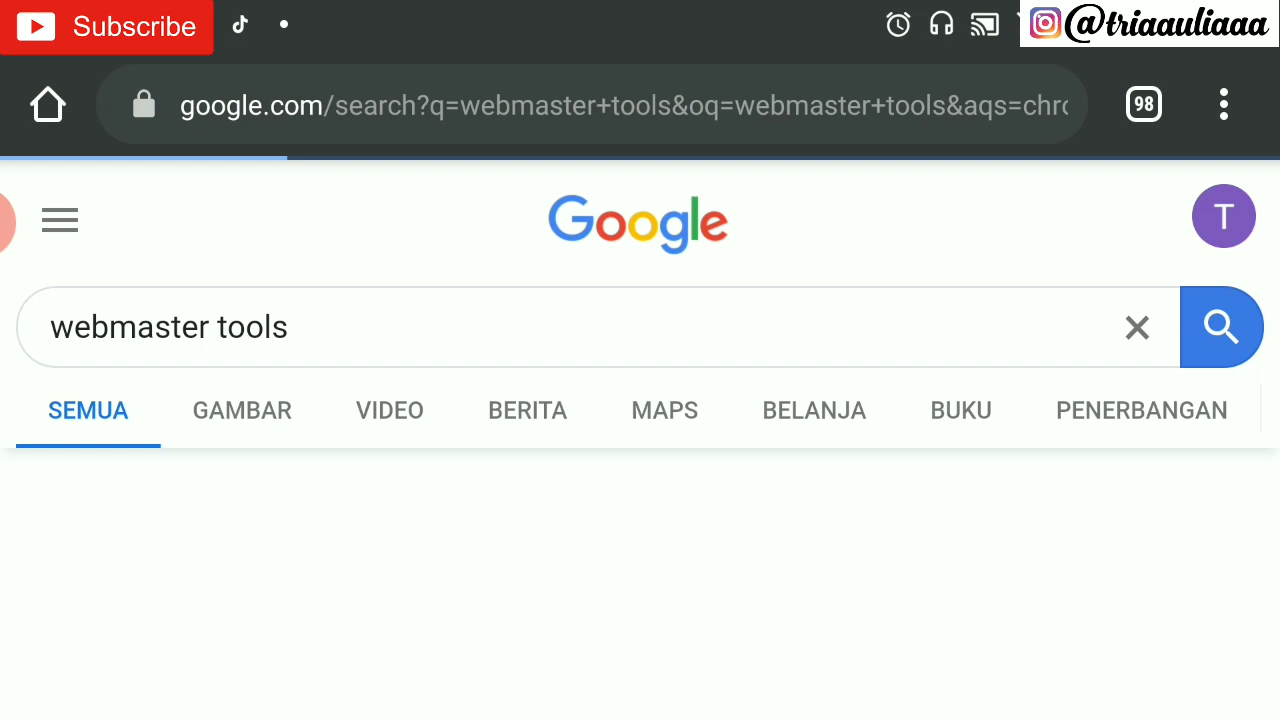 Subscribe
@triaauliaaa
google.com/search?q=webmaster+tools&oq=webmaster+tools&aqs=chro
98
Google
T
webmaster tools
SEMUA GAMBAR VIDEO BERITA MAPS BELANJA BUKU PENERBANGAN